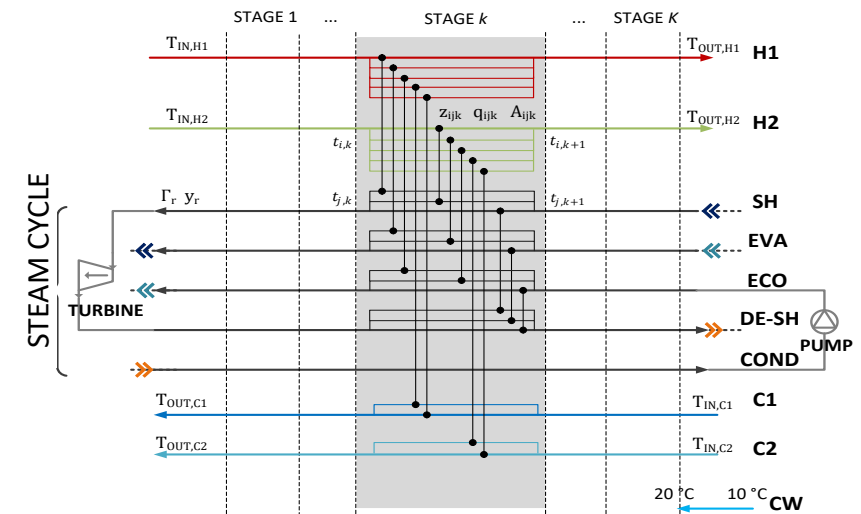 STAGE 1 ... STAGE k ... STAGE K
T_IN,H1 T_OUT,H1 H1
z_ijk q_ijk A_ijk
T_IN,H2 T_OUT,H2 H2
t_i,k t_i,k+1
Γ_r y_r t_j,k t_j,k+1 SH
EVA
ECO
TURBINE DE-SH
PUMP
COND
STEAM CYCLE
T_OUT,C1 T_IN,C1 C1
T_OUT,C2 T_IN,C2 C2
20 °C 10 °C CW